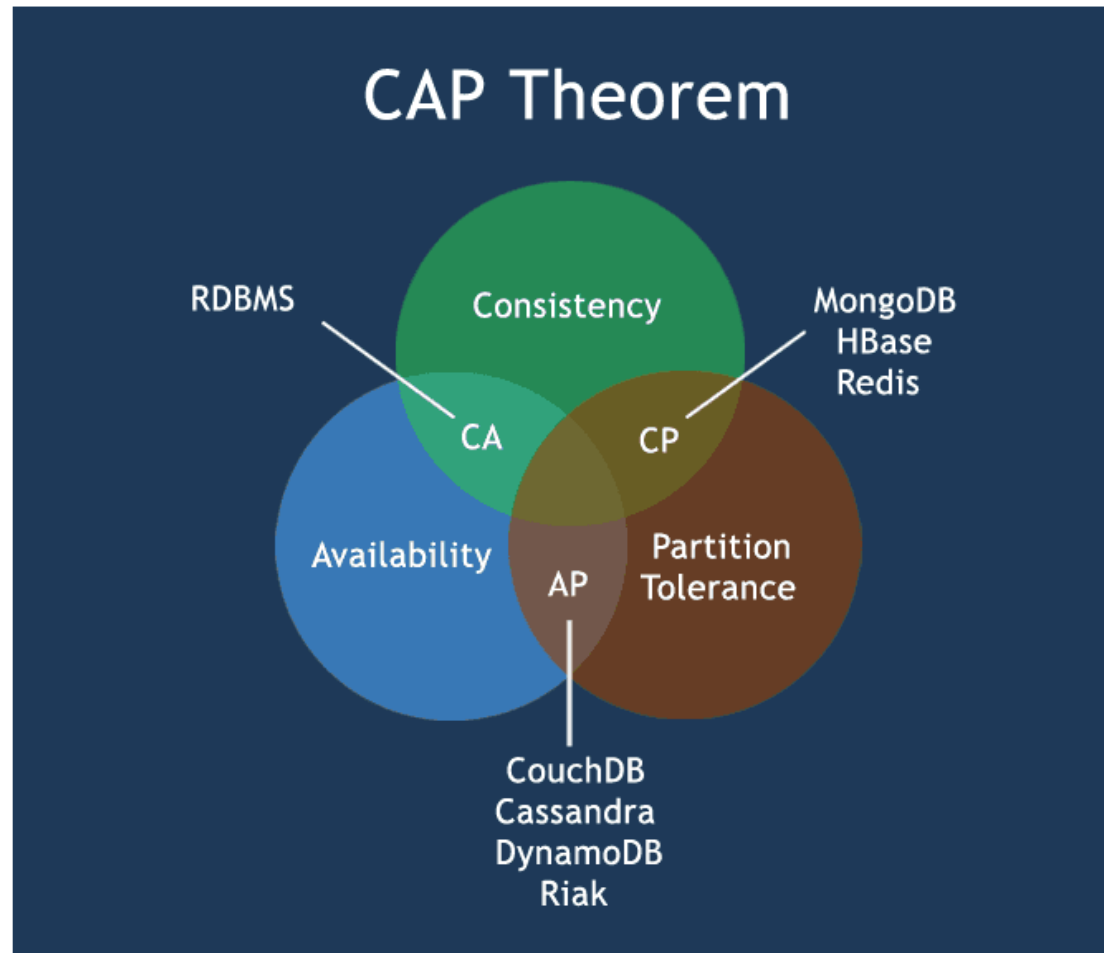 CAP Theorem
Consistency
RDBMS
MongoDB
HBase
Redis
CA
CP
Availability
Partition
Tolerance
AP
CouchDB
Cassandra
DynamoDB
Riak